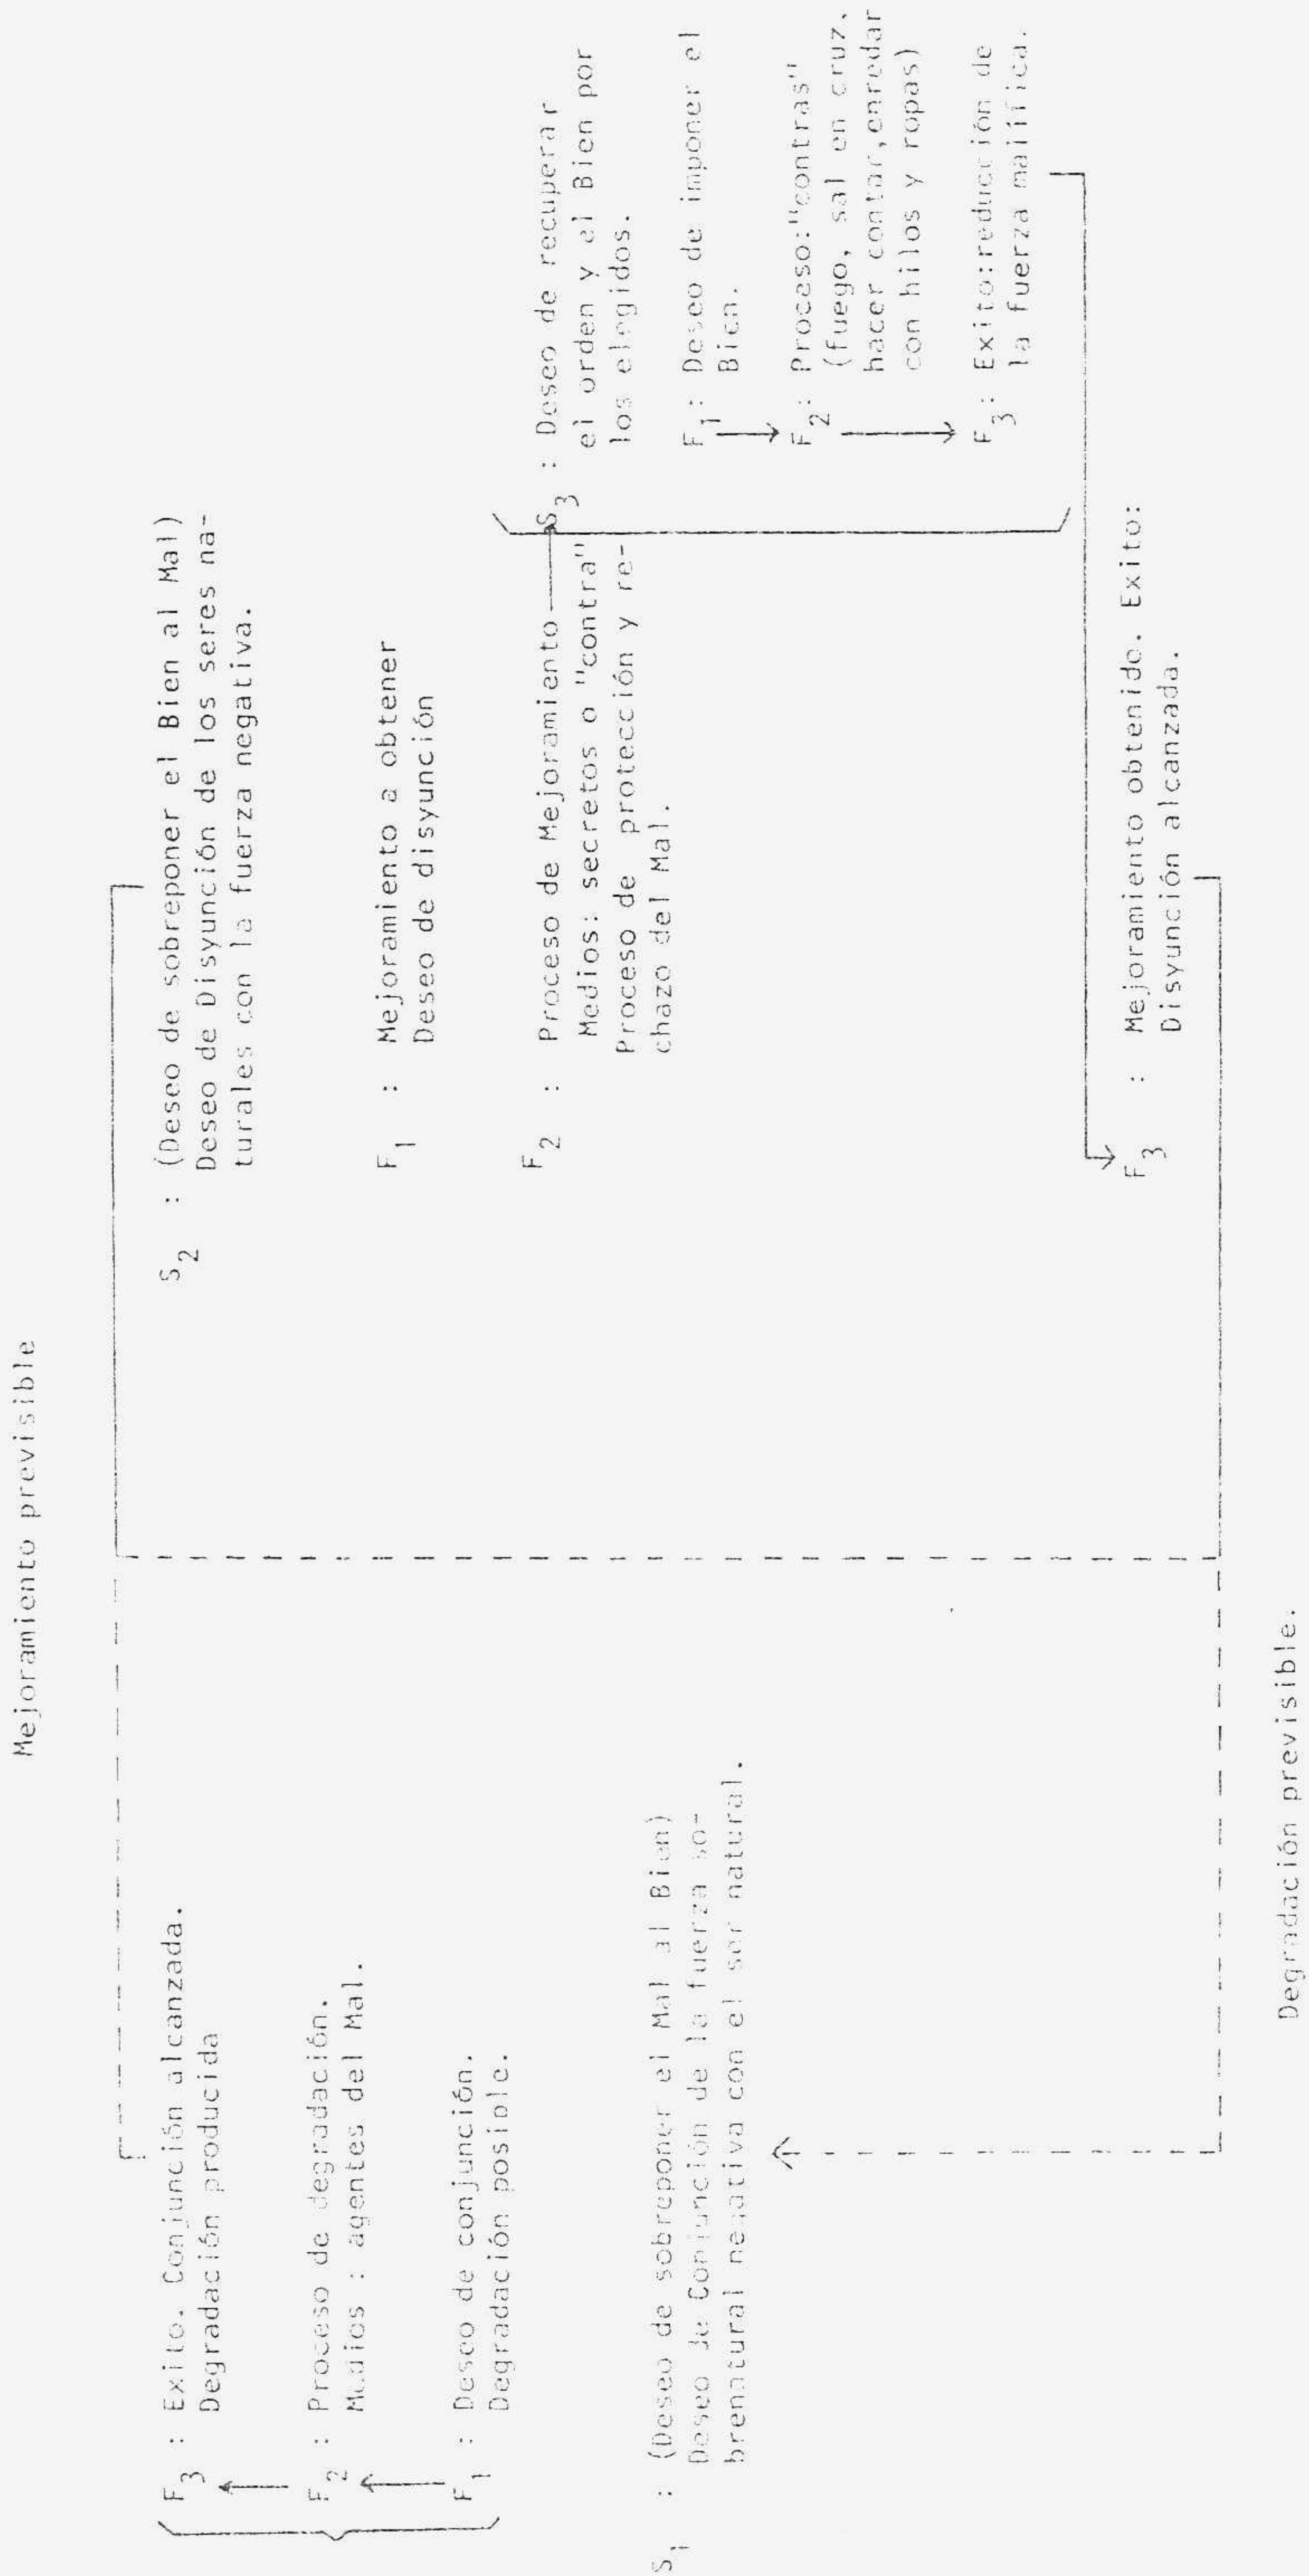 Mejoramiento previsible
F3 : Exito. Conjunción alcanzada.
Degradación producida
F2 : Proceso de degradación.
Medios : agentes del Mal.
F1 : Deseo de conjunción.
Degradación posible.
S1 : (Deseo de sobreponer el Mal al Bien)
Deseo de Conjunción de la fuerza so-
brenatural negativa con el ser natural.
S2 : (Deseo de sobreponer el Bien al Mal)
Deseo de Disyunción de los seres na-
turales con la fuerza negativa.
F1 : Mejoramiento a obtener
Deseo de disyunción
F2 : Proceso de Mejoramiento
Medios: secretos o "contra"
Proceso de protección y re-
chazo del Mal.
S3 : Deseo de recuperar
el orden y el Bien por
los elegidos.
F1 : Deseo de imponer el
Bien.
F2 : Proceso:"contras"
(fuego, sal en cruz,
hacer contar,enredar
con hilos y ropas)
F3 : Exito:reducción de
la fuerza malífica.
F3 : Mejoramiento obtenido. Exito:
Disyunción alcanzada.
Degradación previsible.